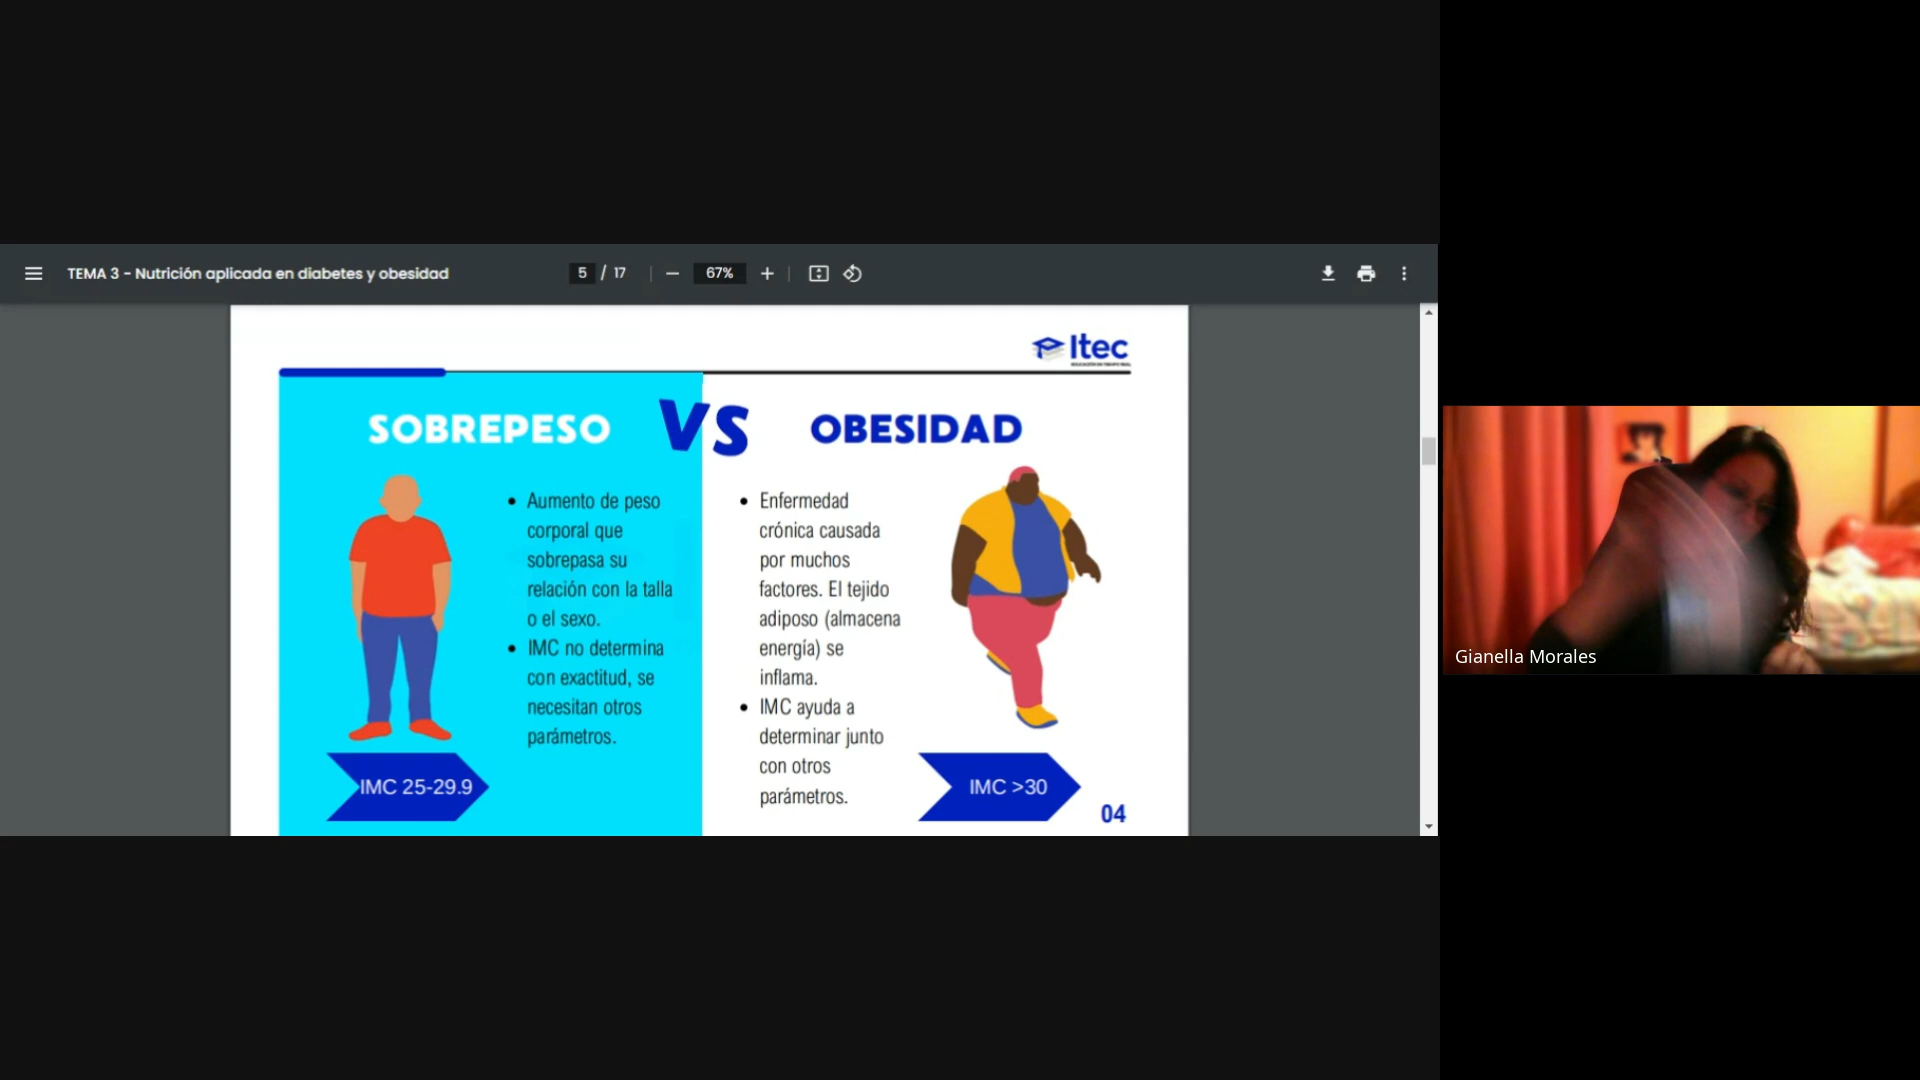 TEMA 3 - Nutrición aplicada en diabetes y obesidad
5 / 17
67%
Itec
SOBREPESO
VS
OBESIDAD
Aumento de peso
corporal que
sobrepasa su
relación con la talla
o el sexo.
IMC no determina
con exactitud, se
necesitan otros
parámetros.
IMC 25-29.9
Enfermedad
crónica causada
por muchos
factores. El tejido
adiposo (almacena
energía) se
inflama.
IMC ayuda a
determinar junto
con otros
parámetros.
IMC >30
04
Gianella Morales